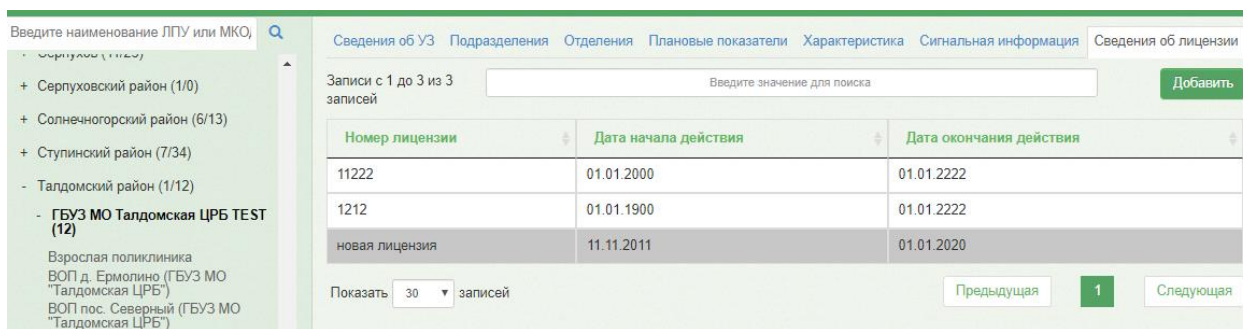 Введите наименование ЛПУ или МКО,
+ Серпухов (11/25)
+ Серпуховский район (1/0)
+ Солнечногорский район (6/13)
+ Ступинский район (7/34)
- Талдомский район (1/12)
- ГБУЗ МО Талдомская ЦРБ TEST
(12)
Взрослая поликлиника
ВОП д. Ермолино (ГБУЗ МО
"Талдомская ЦРБ")
ВОП пос. Северный (ГБУЗ МО
"Талдомская ЦРБ")
Сведения об УЗ Подразделения Отделения Плановые показатели Характеристика Сигнальная информация Сведения об лицензии
Записи с 1 до 3 из 3
записей
Введите значение для поиска
Добавить
Номер лицензии Дата начала действия Дата окончания действия
11222 01.01.2000 01.01.2222
1212 01.01.1900 01.01.2222
новая лицензия 11.11.2011 01.01.2020
Показать 30 записей
Предыдущая 1 Следующая